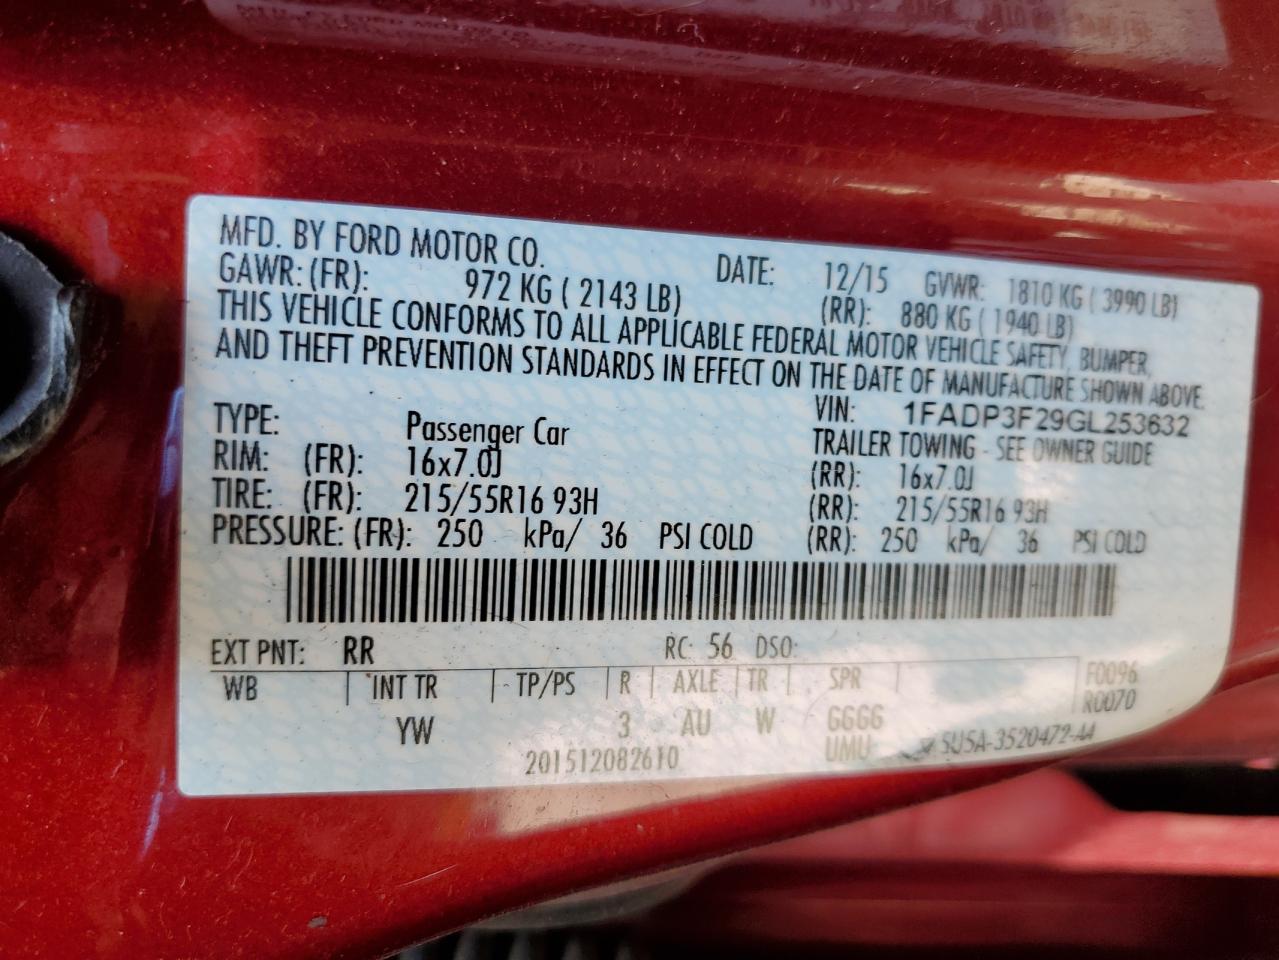 MFD. BY FORD MOTOR CO. DATE: 12/15 GVWR: 1810 KG ( 3990 LB)
GAWR: (FR): 972 KG ( 2143 LB) (RR): 880 KG ( 1940 LB)
THIS VEHICLE CONFORMS TO ALL APPLICABLE FEDERAL MOTOR VEHICLE SAFETY, BUMPER,
AND THEFT PREVENTION STANDARDS IN EFFECT ON THE DATE OF MANUFACTURE SHOWN ABOVE.
VIN: 1FADP3F29GL253632
TYPE: Passenger Car TRAILER TOWING - SEE OWNER GUIDE
RIM: (FR): 16x7.0J (RR): 16x7.0J
TIRE: (FR): 215/55R16 93H (RR): 215/55R16 93H
PRESSURE: (FR): 250 kPa/ 36 PSI COLD (RR): 250 kPa/ 36 PSI COLD
EXT PNT: RR RC: 56 DSO:
WB INT TR TP/PS R AXLE TR SPR F0096
R0070
YW 3 AU W GGGG
201512082610 UMU 5U5A-3520472-AA